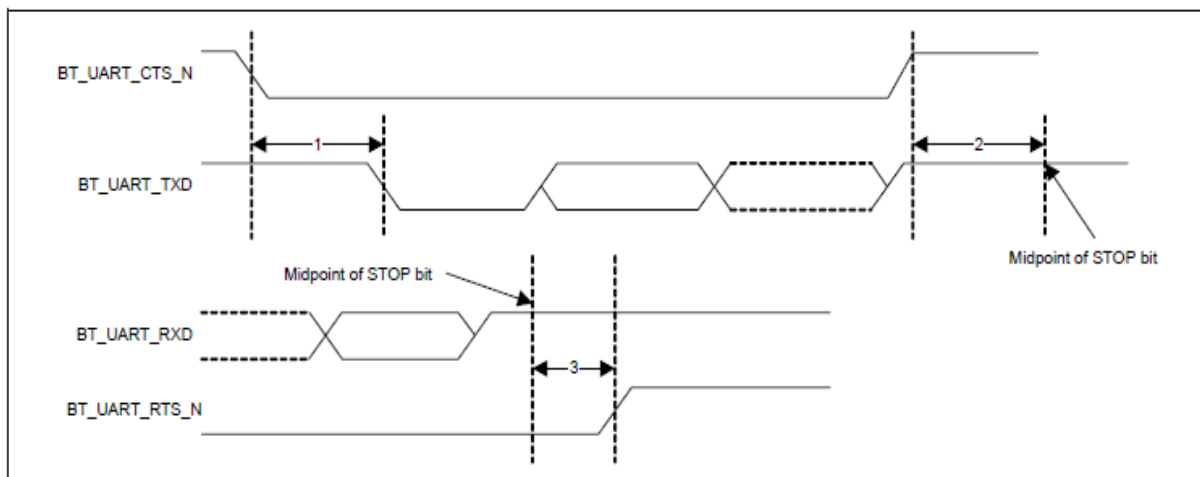 BT_UART_CTS_N
1
2
BT_UART_TXD
Midpoint of STOP bit
Midpoint of STOP bit
BT_UART_RXD
3
BT_UART_RTS_N